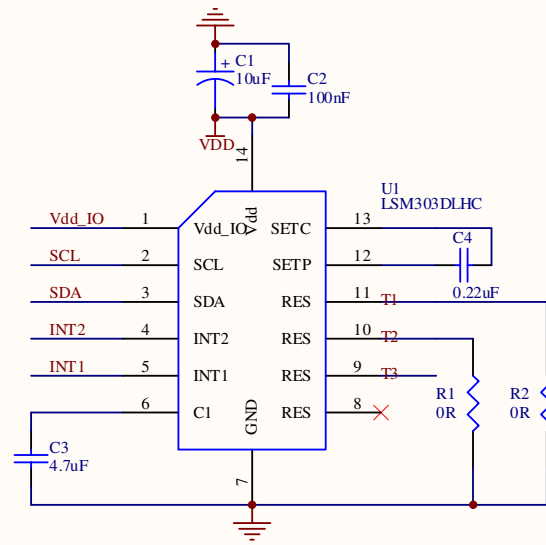 + C1
10uF
C2
100nF
VDD
14
U1
LSM303DLHC
Vdd_IO 1 Vdd_IO Vdd SETC 13
C4
SCL 2 SCL SETP 12
0.22uF
SDA 3 SDA RES 11 T1
INT2 4 INT2 RES 10 T2
INT1 5 INT1 RES 9 T3
R1
0R
R2
0R
6 C1 GND RES 8
C3
4.7uF
7